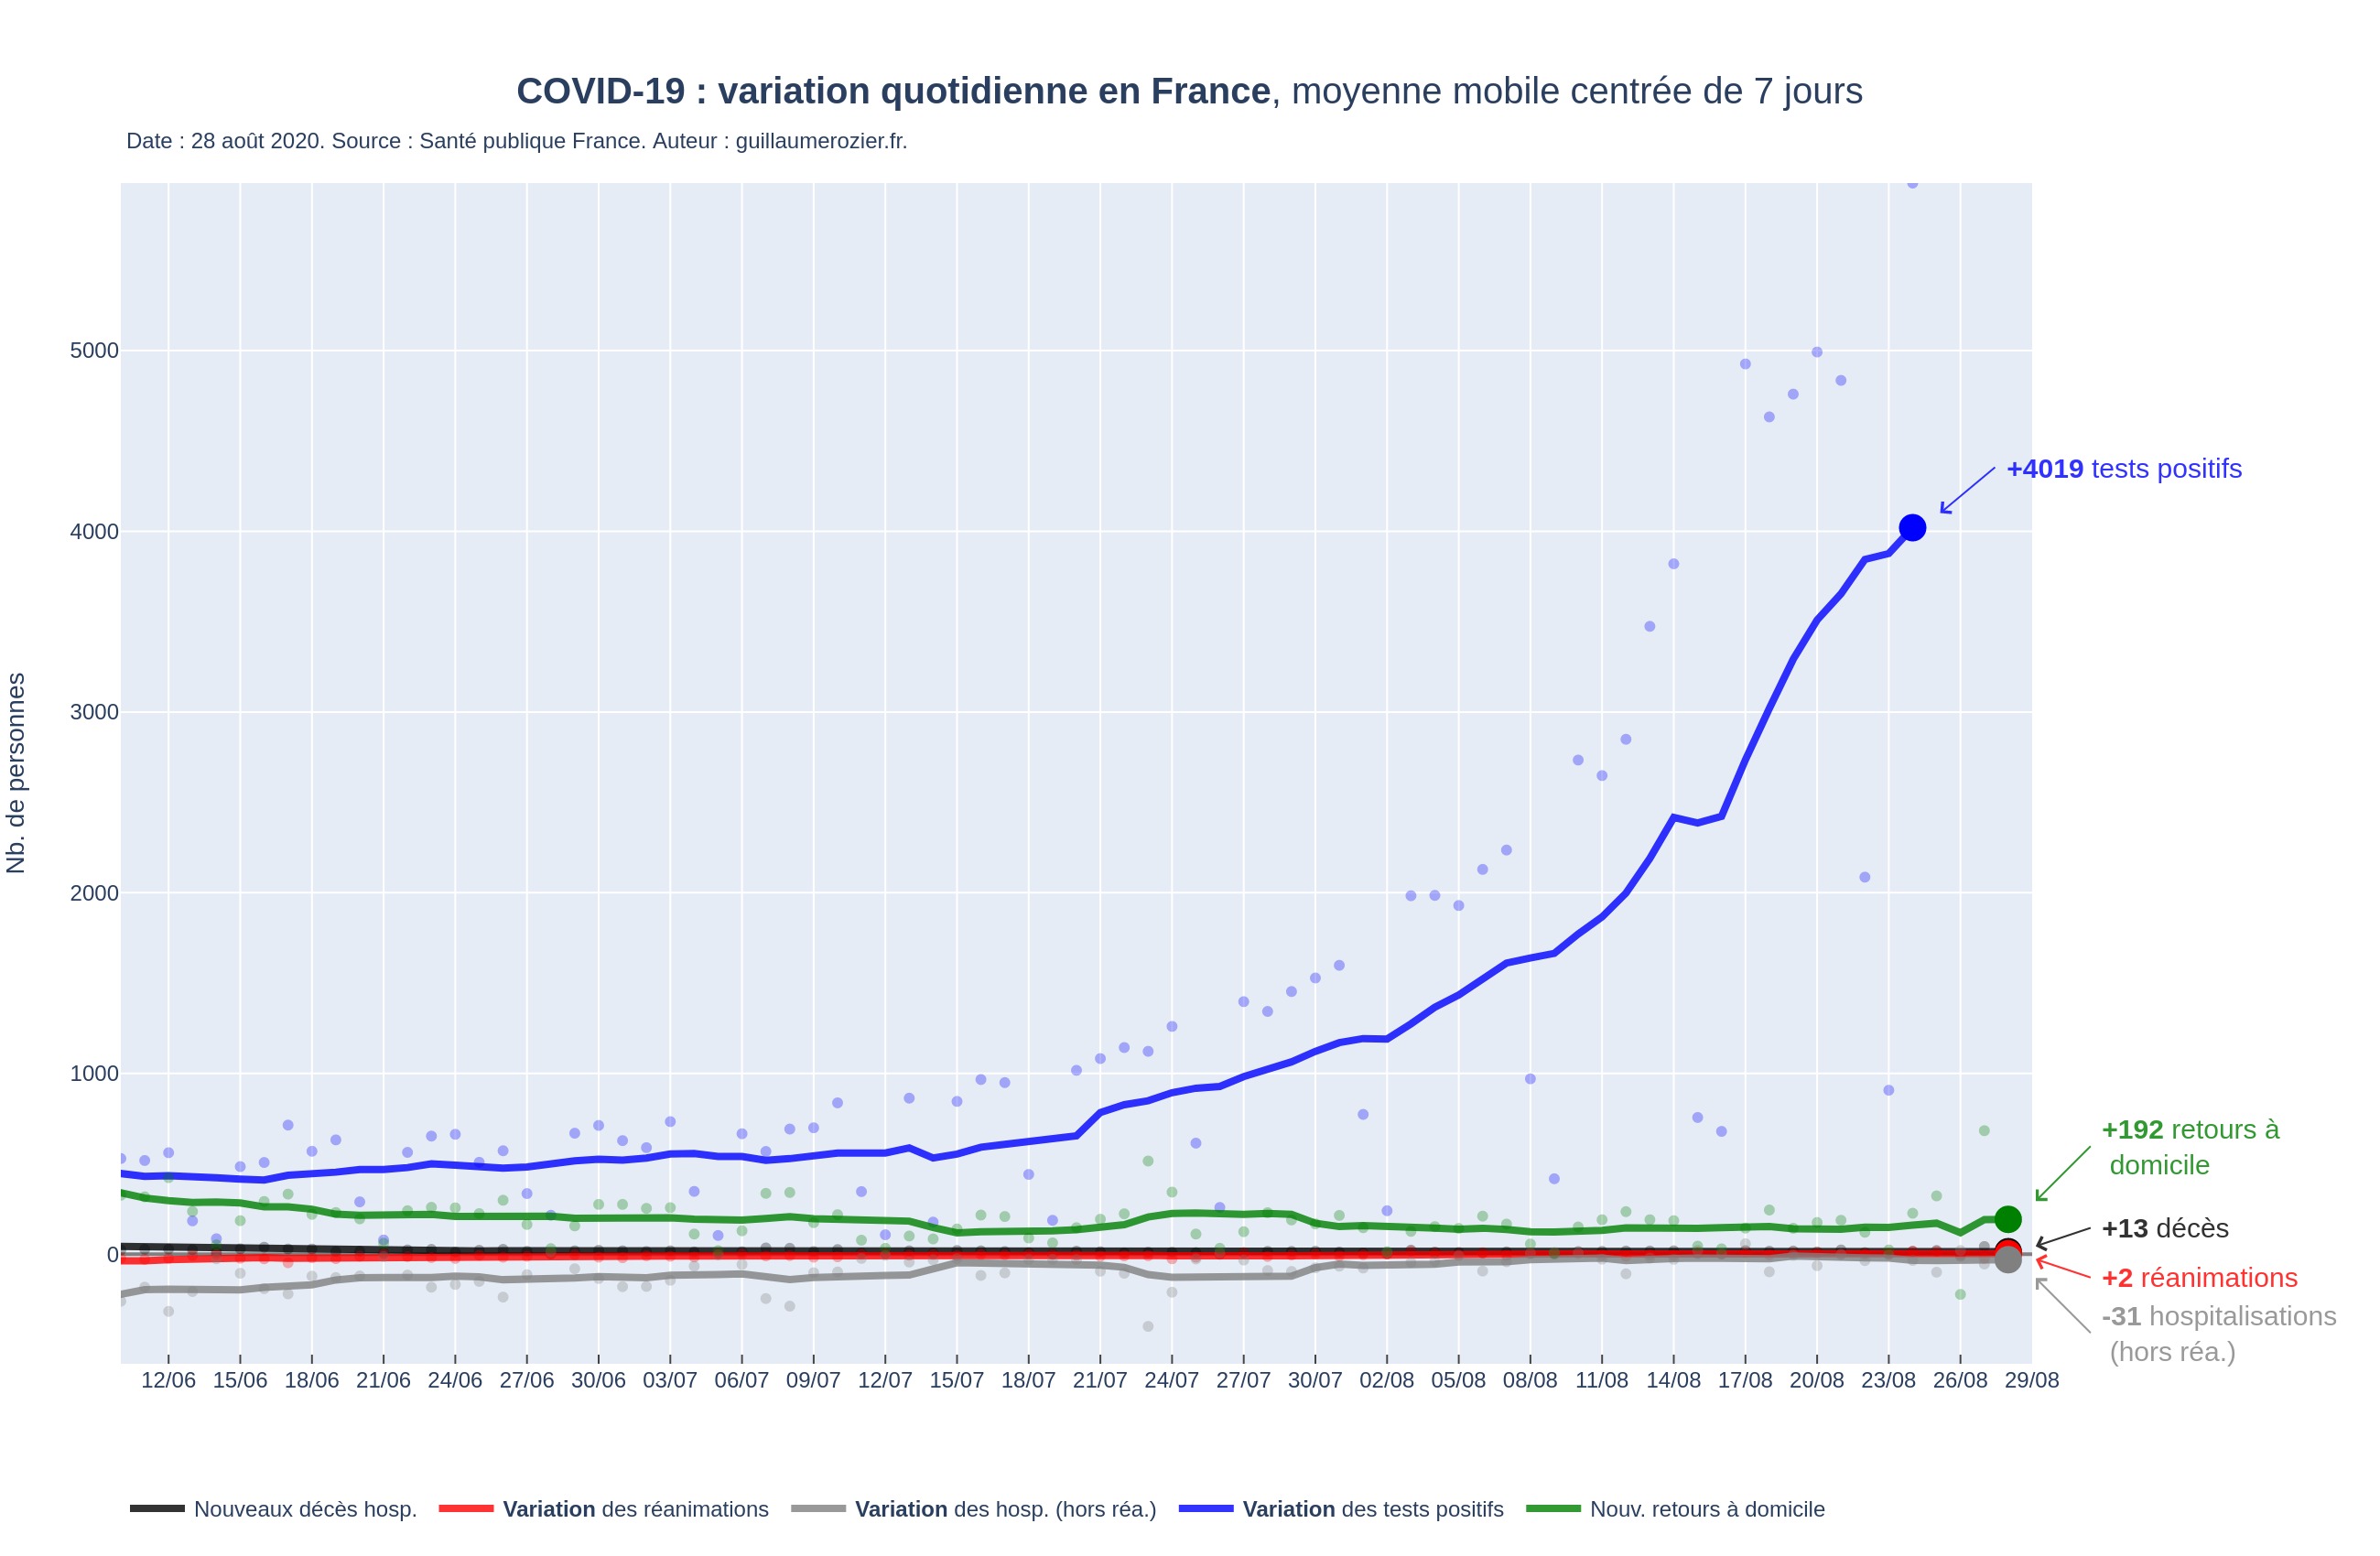 COVID-19 : variation quotidienne en France, moyenne mobile centrée de 7 jours
Date : 28 août 2020. Source : Santé publique France. Auteur : guillaumerozier.fr.
Nb. de personnes
5000
4000
3000
2000
1000
0
+4019 tests positifs
+192 retours à
domicile
+13 décès
+2 réanimations
-31 hospitalisations
(hors réa.)
12/06 15/06 18/06 21/06 24/06 27/06 30/06 03/07 06/07 09/07 12/07 15/07 18/07 21/07 24/07 27/07 30/07 02/08 05/08 08/08 11/08 14/08 17/08 20/08 23/08 26/08 29/08
Nouveaux décès hosp. Variation des réanimations Variation des hosp. (hors réa.) Variation des tests positifs Nouv. retours à domicile